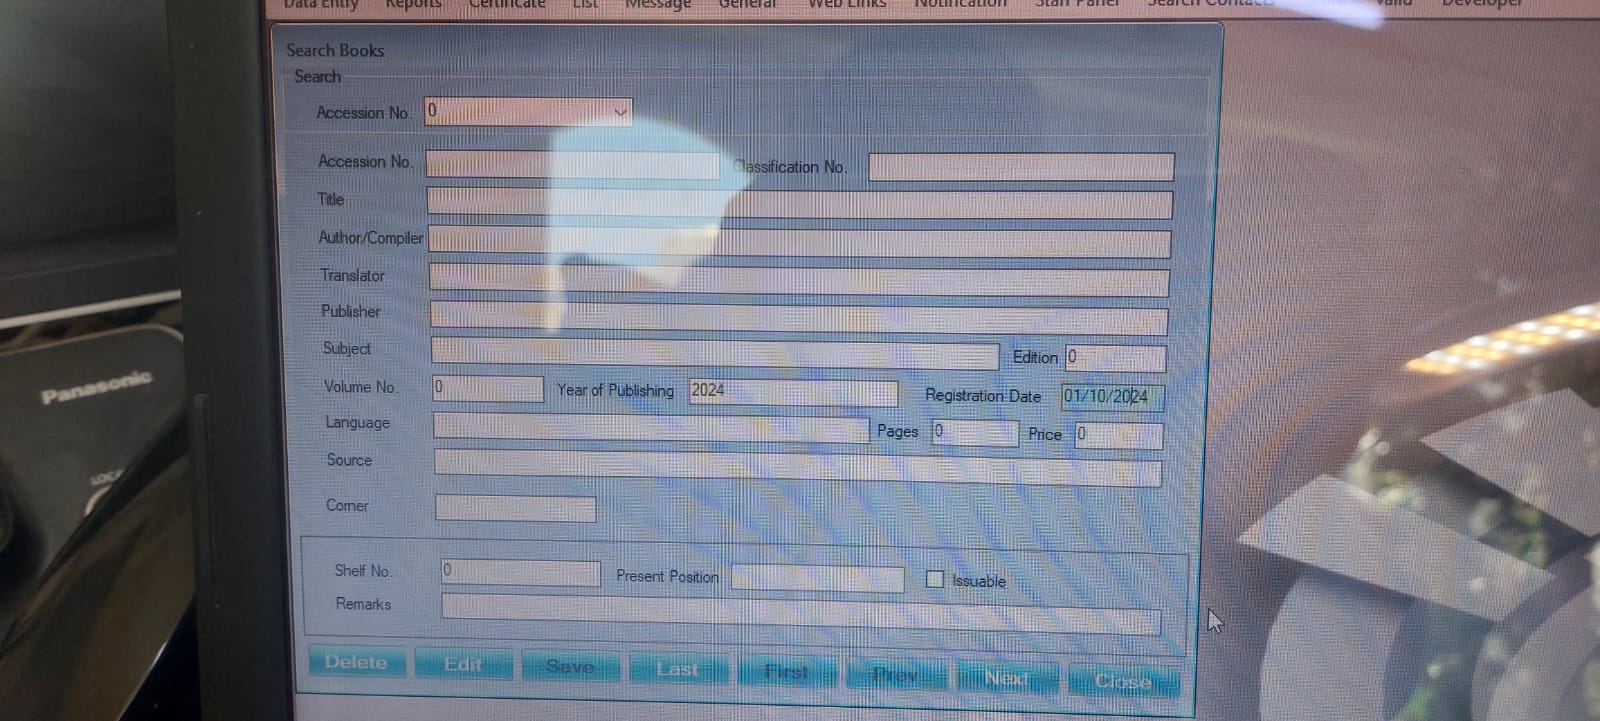 Data Entry Reports Certificate List Message General Web Links Notification Staff Panel Search Contacts Developer
Search Books
Search
Accession No. 0
Accession No. Classification No.
Title
Author/Compiler
Translator
Publisher
Subject Edition 0
Volume No. 0 Year of Publishing 2024 Registration Date 01/10/2024
Language Pages 0 Price 0
Source
Corner
Shelf No. 0 Present Position Issuable
Remarks
Delete Edit Save Last First Prev Next Close
Panasonic